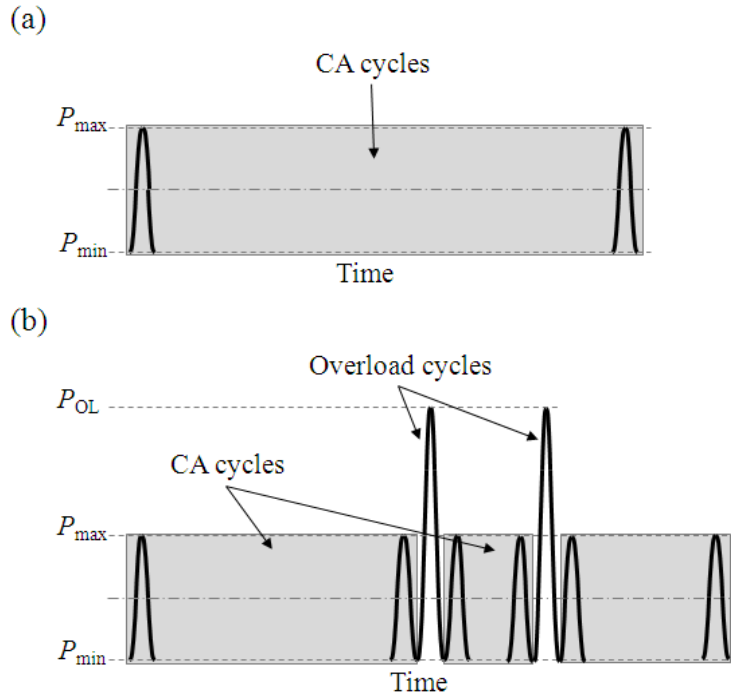 (a)
CA cycles
Pmax
Pmin
Time
(b)
Overload cycles
POL
CA cycles
Pmax
Pmin
Time